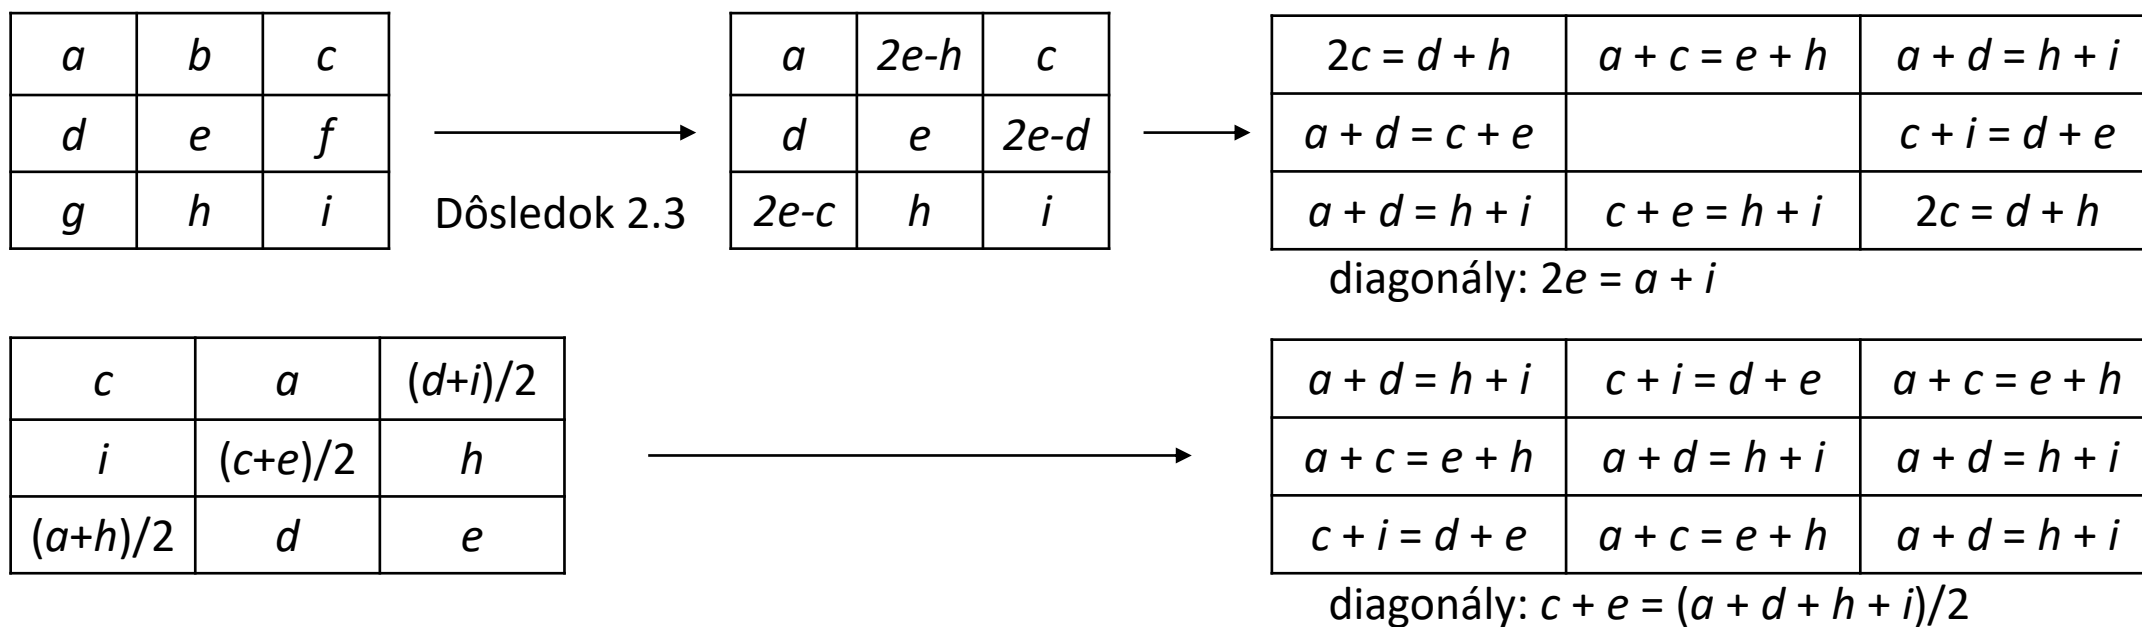 a b c
d e f
g h i
Dôsledok 2.3
a 2e-h c
d e 2e-d
2e-c h i
2c = d + h a + c = e + h a + d = h + i
a + d = c + e c + i = d + e
a + d = h + i c + e = h + i 2c = d + h
diagonály: 2e = a + i
c a (d+i)/2
i (c+e)/2 h
(a+h)/2 d e
a + d = h + i c + i = d + e a + c = e + h
a + c = e + h a + d = h + i a + d = h + i
c + i = d + e a + c = e + h a + d = h + i
diagonály: c + e = (a + d + h + i)/2